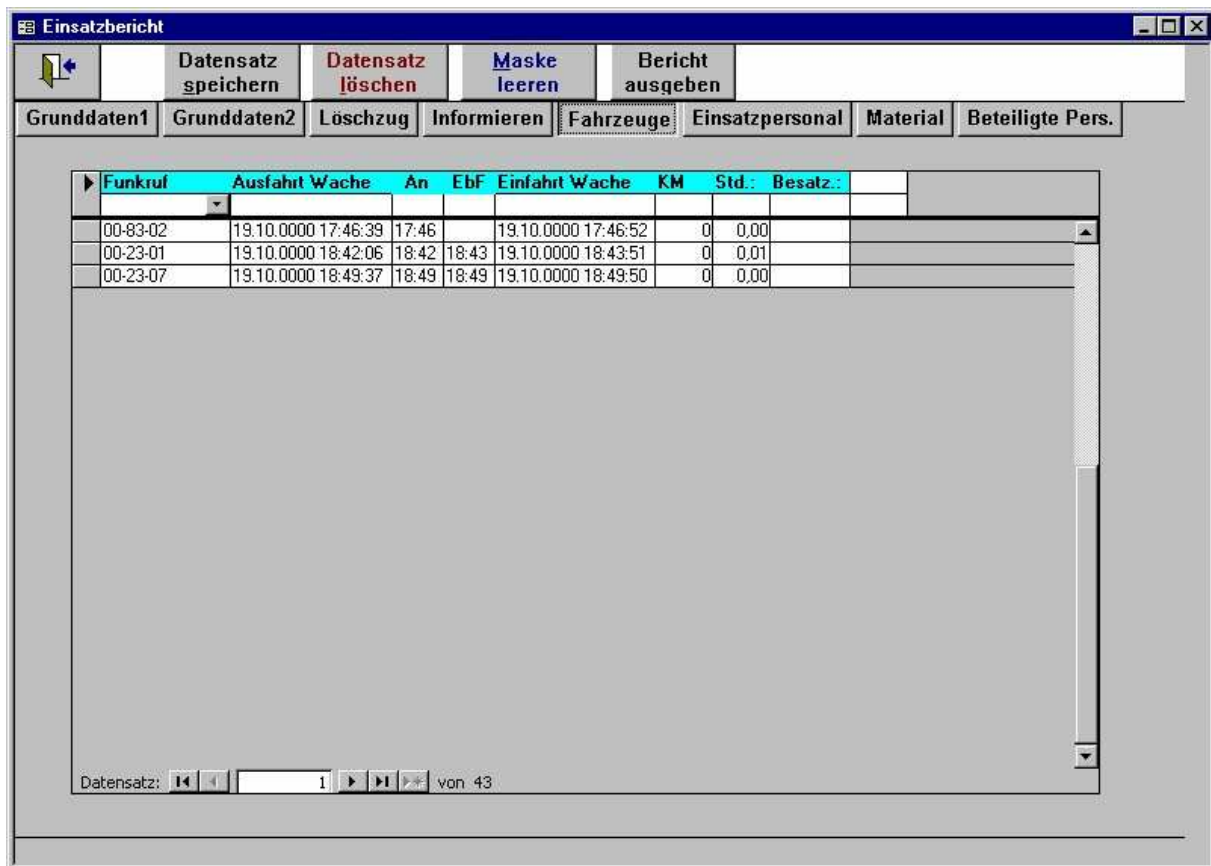 Einsatzbericht
Datensatz speichern
Datensatz löschen
Maske leeren
Bericht ausgeben
Grunddaten1 Grunddaten2 Löschzug Informieren Fahrzeuge Einsatzpersonal Material Beteiligte Pers.
Funkruf Ausfahrt Wache An EbF Einfahrt Wache KM Std.: Besatz.:
00-83-02 19.10.0000 17:46:39 17:46 19.10.0000 17:46:52 0 0,00
00-23-01 19.10.0000 18:42:06 18:42 18:43 19.10.0000 18:43:51 0 0,01
00-23-07 19.10.0000 18:49:37 18:49 18:49 19.10.0000 18:49:50 0 0,00
Datensatz: 1 von 43